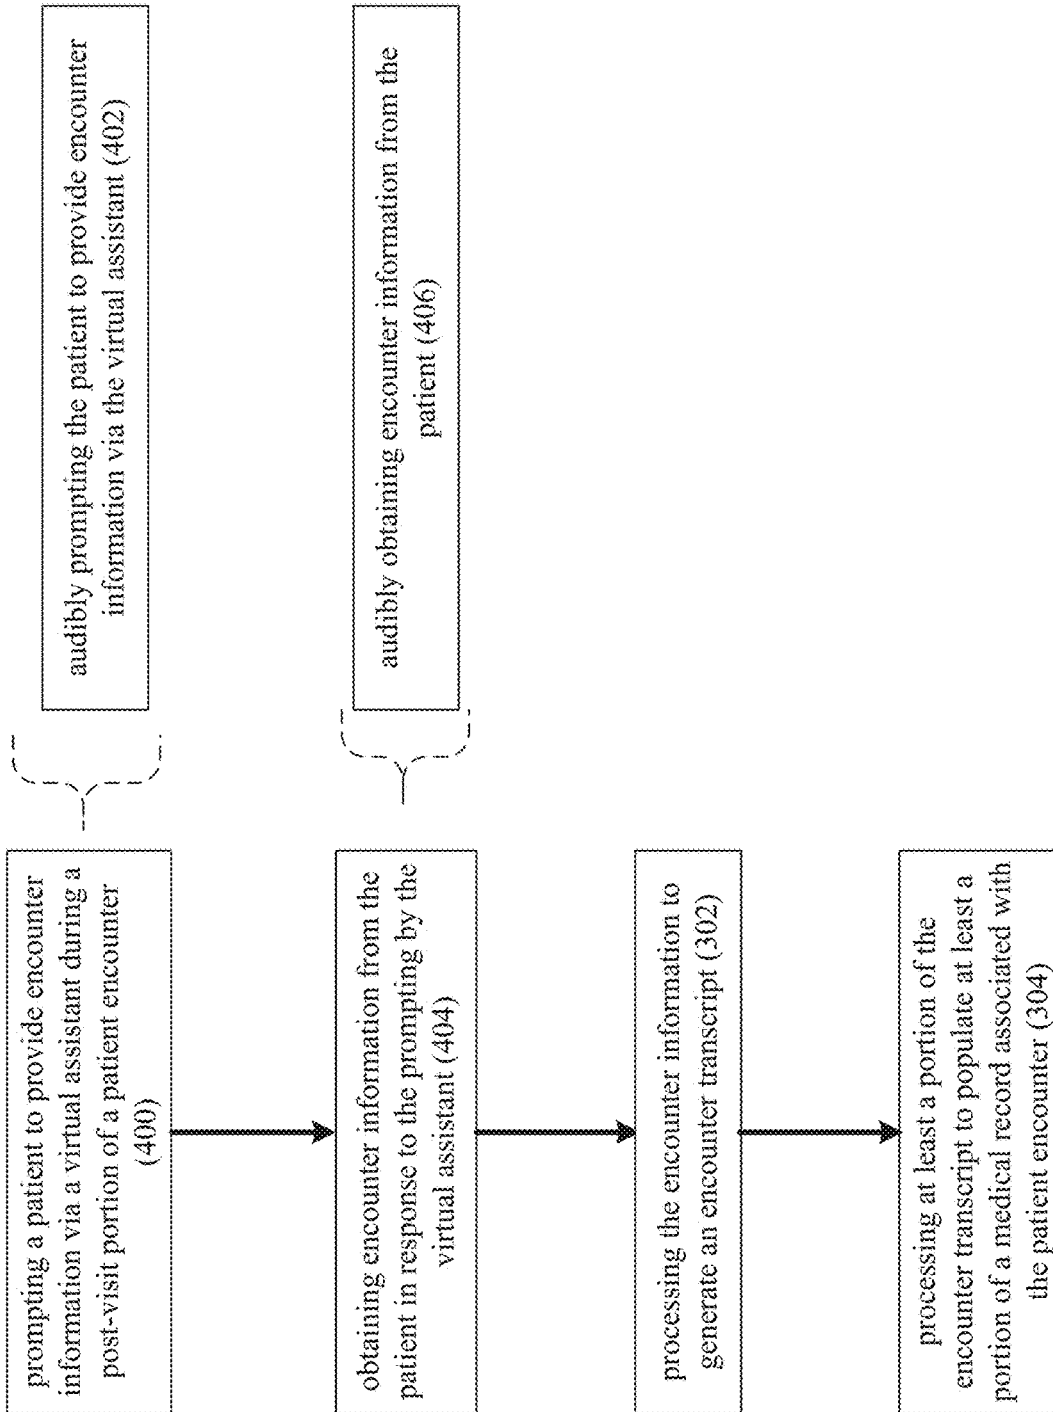 prompting a patient to provide encounter
information via a virtual assistant during a
post-visit portion of a patient encounter
(400)
audibly prompting the patient to provide encounter
information via the virtual assistant (402)
obtaining encounter information from the
patient in response to the prompting by the
virtual assistant (404)
audibly obtaining encounter information from the
patient (406)
processing the encounter information to
generate an encounter transcript (302)
processing at least a portion of the
encounter transcript to populate at least a
portion of a medical record associated with
the patient encounter (304)